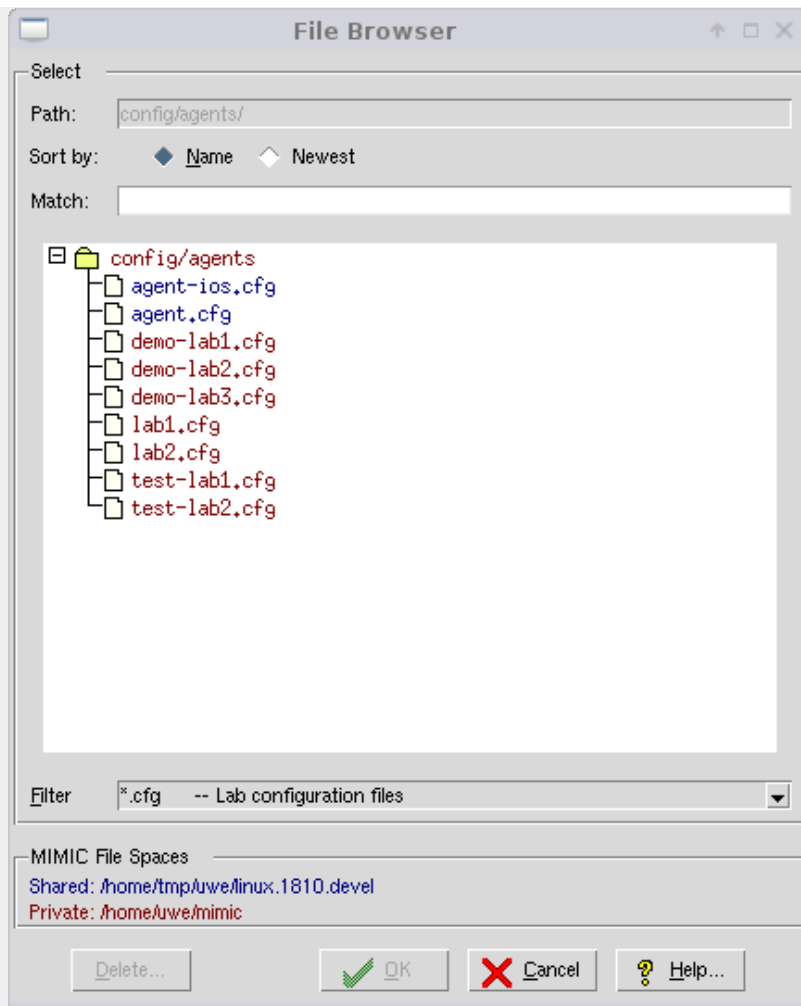 File Browser
Select
Path: config/agents/
Sort by: Name Newest
Match:
config/agents
agent-ios.cfg
agent.cfg
demo-lab1.cfg
demo-lab2.cfg
demo-lab3.cfg
lab1.cfg
lab2.cfg
test-lab1.cfg
test-lab2.cfg
Filter *.cfg -- Lab configuration files
MIMIC File Spaces
Shared: /home/tmp/uwe/linux.1810.devel
Private: /home/uwe/mimic
Delete... OK Cancel Help...